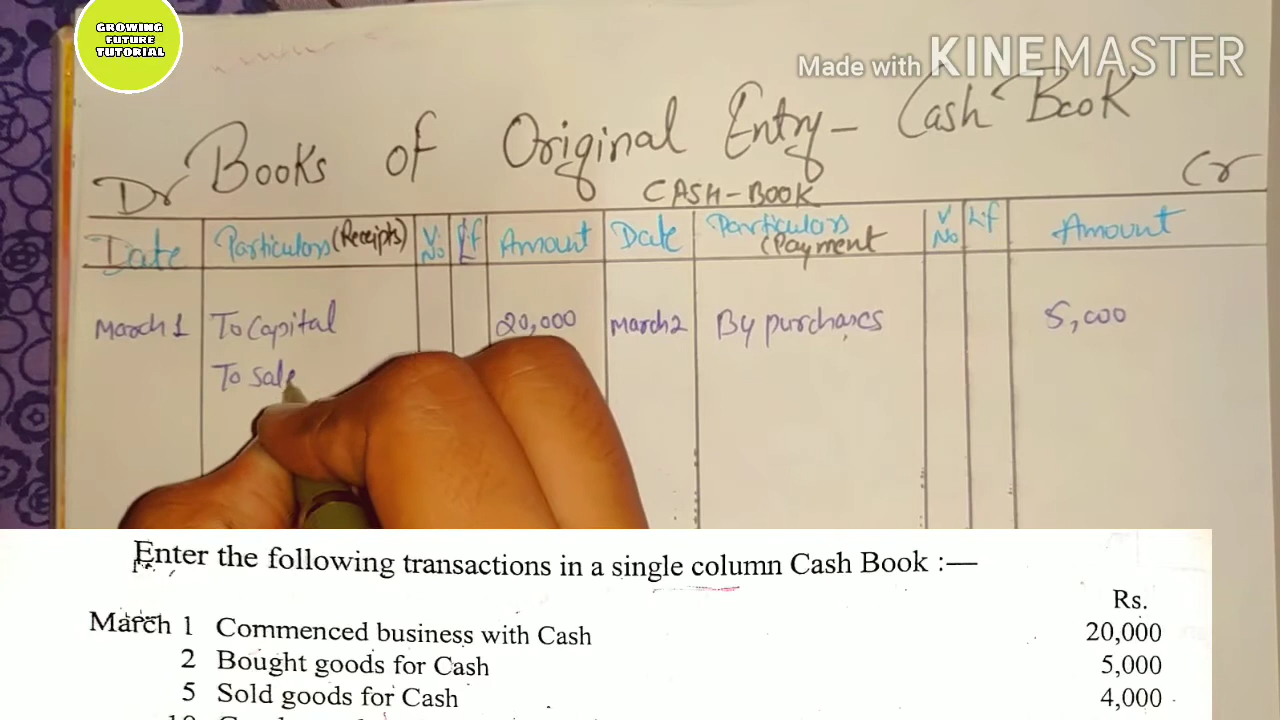 GROWING
FUTURE
TUTORIAL
Made with KINEMASTER
Books of Original Entry - Cash Book
Dr CASH-BOOK Cr
Date Particulars (Receipts) V. No L.f Amount Date Particulars (Payment V No L.f Amount
March 1 To Capital 20,000 March 2 By purchases 5,000
To Sale
Enter the following transactions in a single column Cash Book :—
Rs.
March 1 Commenced business with Cash 20,000
2 Bought goods for Cash 5,000
5 Sold goods for Cash 4,000